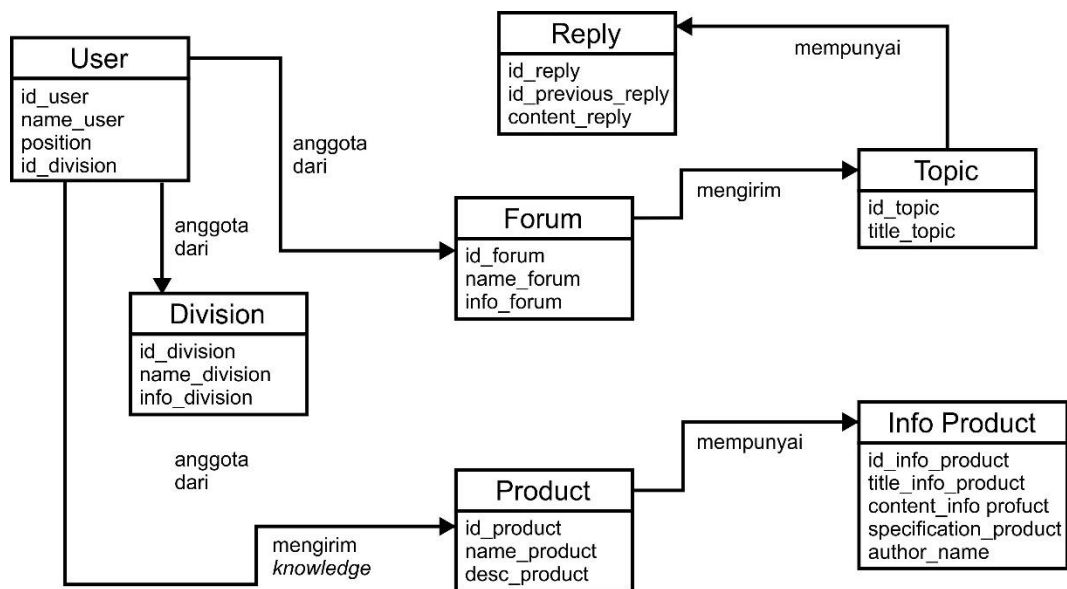 User
id_user
name_user
position
id_division
anggota
dari
Reply
id_reply
id_previous_reply
content_reply
mempunyai
anggota
dari
Forum
id_forum
name_forum
info_forum
mengirim
Topic
id_topic
title_topic
Division
id_division
name_division
info_division
anggota
dari
mengirim
knowledge
Product
id_product
name_product
desc_product
mempunyai
Info Product
id_info_product
title_info_product
content_info profuct
specification_product
author_name